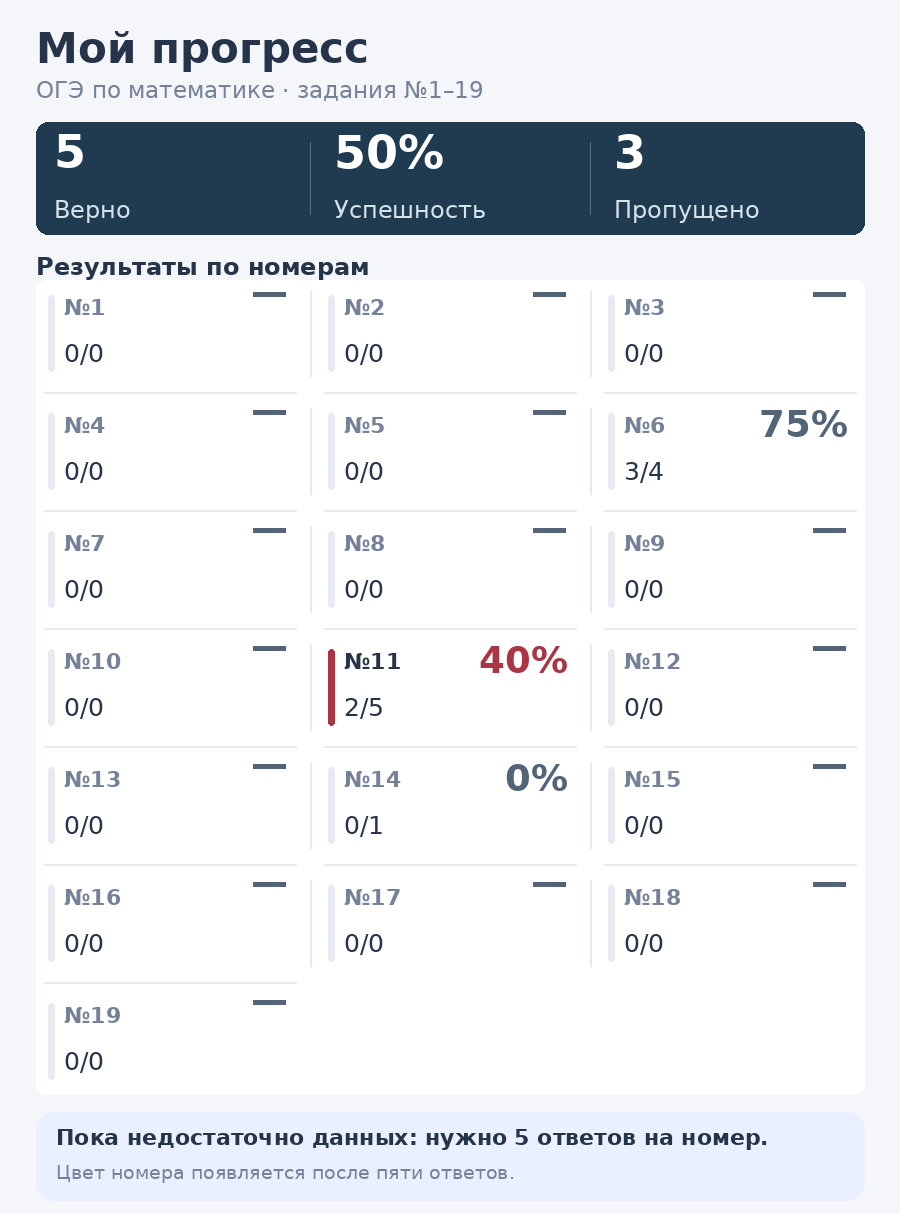 Мой прогресс
ОГЭ по математике · задания №1–19
5 50% 3
Верно Успешность Пропущено
Результаты по номерам
№1 — №2 — №3 —
0/0 0/0 0/0
№4 — №5 — №6 75%
0/0 0/0 3/4
№7 — №8 — №9 —
0/0 0/0 0/0
№10 — №11 40% №12 —
0/0 2/5 0/0
№13 — №14 0% №15 —
0/0 0/1 0/0
№16 — №17 — №18 —
0/0 0/0 0/0
№19 —
0/0
Пока недостаточно данных: нужно 5 ответов на номер.
Цвет номера появляется после пяти ответов.